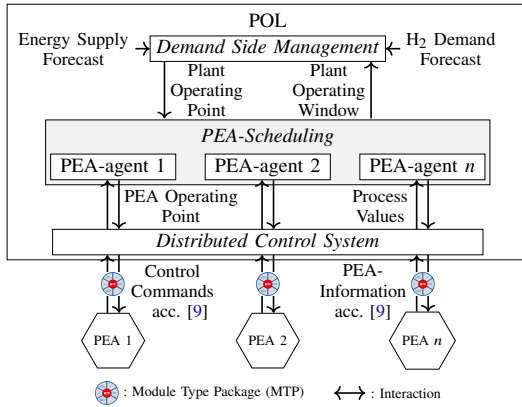 POL
Energy Supply
Forecast
Demand Side Management
H2 Demand
Forecast
Plant
Operating
Point
Plant
Operating
Window
PEA-Scheduling
PEA-agent 1
PEA-agent 2
PEA-agent n
PEA Operating
Point
Process
Values
Distributed Control System
Control
Commands
acc. [9]
PEA-
Information
acc. [9]
PEA 1
PEA 2
PEA n
: Module Type Package (MTP)
: Interaction